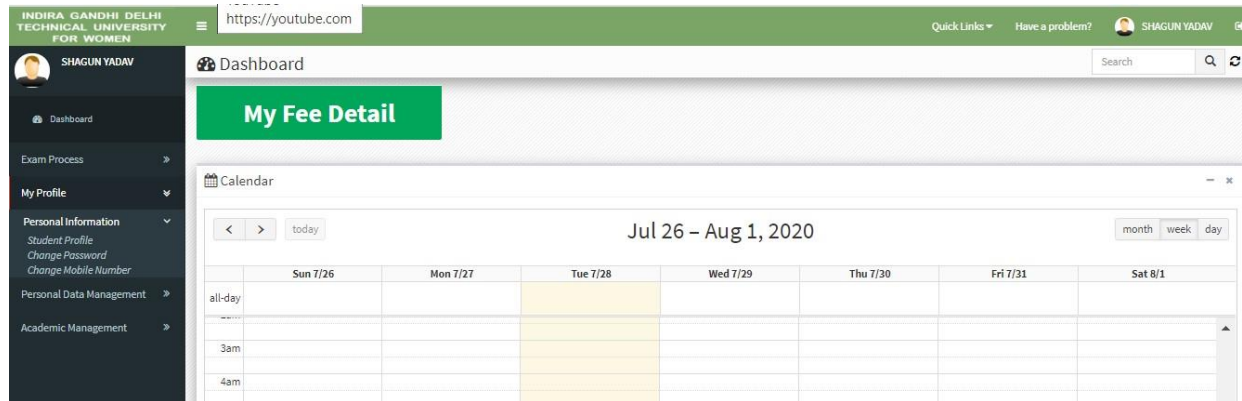 INDIRA GANDHI DELHI
TECHNICAL UNIVERSITY
FOR WOMEN
https://youtube.com
Quick Links
Have a problem?
SHAGUN YADAV
SHAGUN YADAV
Dashboard
Exam Process
My Profile
Personal Information
Student Profile
Change Password
Change Mobile Number
Personal Data Management
Academic Management
Dashboard
Search
My Fee Detail
Calendar
today
Jul 26 – Aug 1, 2020
month week day
Sun 7/26 Mon 7/27 Tue 7/28 Wed 7/29 Thu 7/30 Fri 7/31 Sat 8/1
all-day
3am
4am